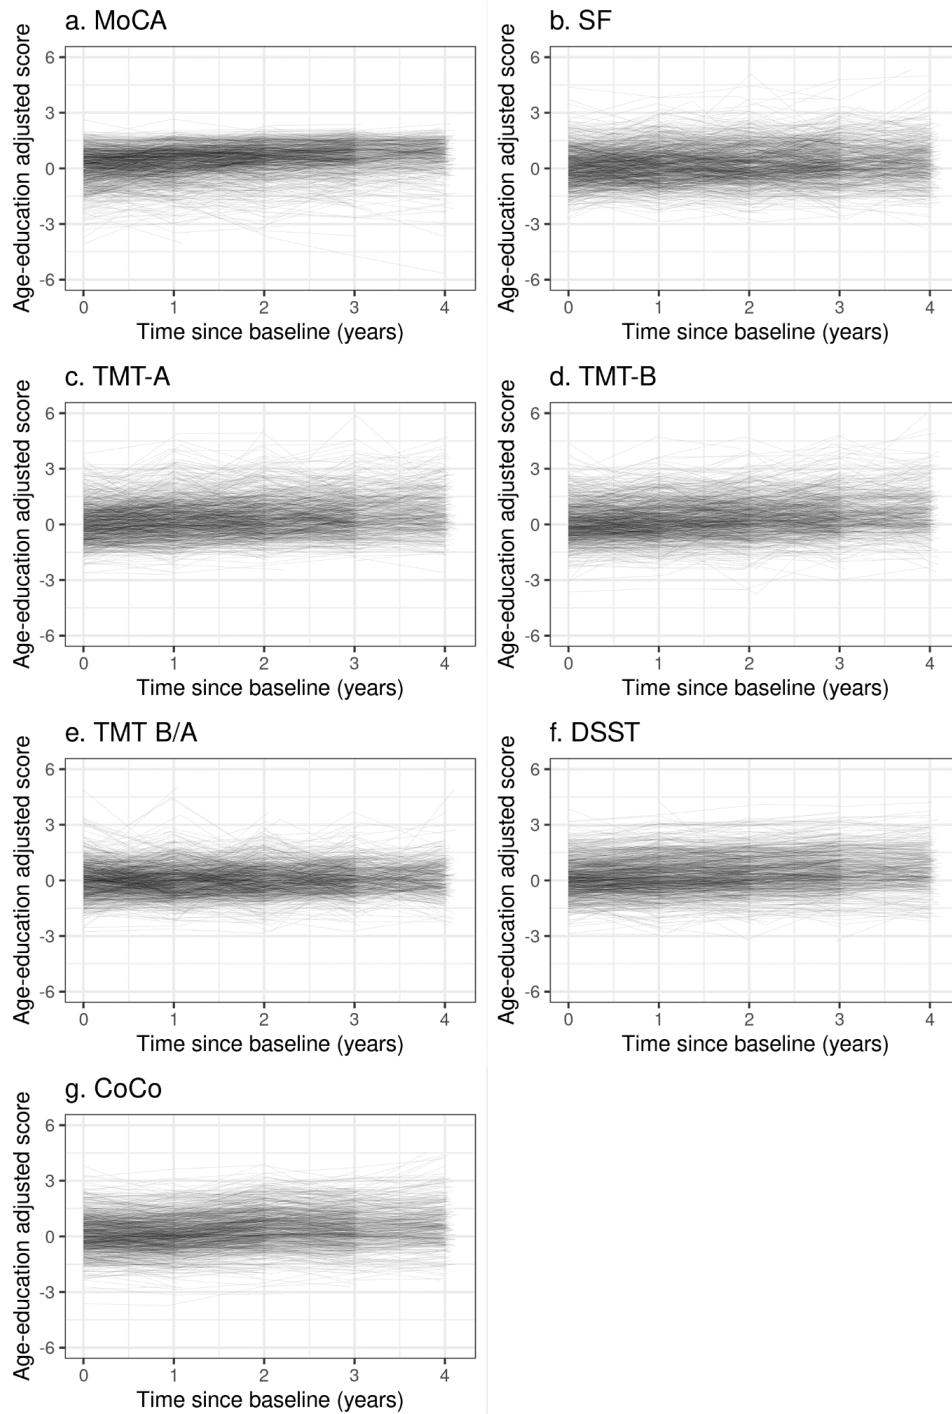 a. MoCA
Age-education adjusted score
6
3
0
-3
-6
0 1 2 3 4
Time since baseline (years)
b. SF
Age-education adjusted score
6
3
0
-3
-6
0 1 2 3 4
Time since baseline (years)
c. TMT-A
Age-education adjusted score
6
3
0
-3
-6
0 1 2 3 4
Time since baseline (years)
d. TMT-B
Age-education adjusted score
6
3
0
-3
-6
0 1 2 3 4
Time since baseline (years)
e. TMT B/A
Age-education adjusted score
6
3
0
-3
-6
0 1 2 3 4
Time since baseline (years)
f. DSST
Age-education adjusted score
6
3
0
-3
-6
0 1 2 3 4
Time since baseline (years)
g. CoCo
Age-education adjusted score
6
3
0
-3
-6
0 1 2 3 4
Time since baseline (years)